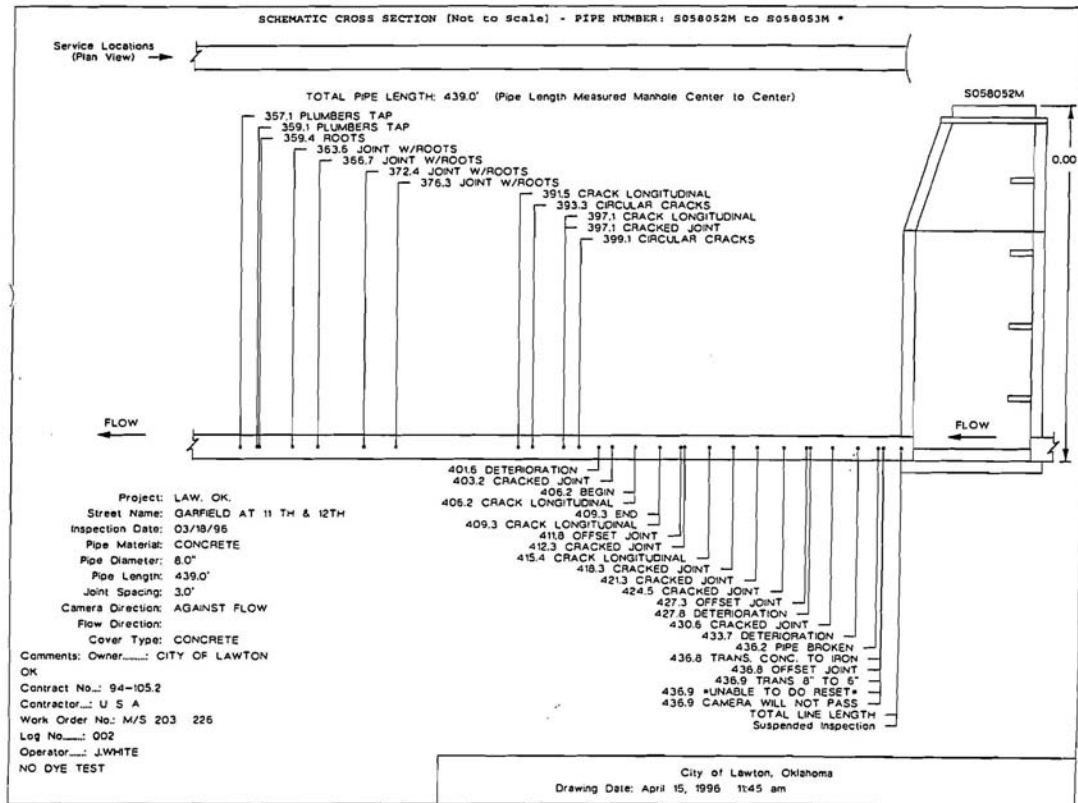 SCHEMATIC CROSS SECTION (Not to Scale) - PIPE NUMBER: S058052M to S058053M *
Service Locations
(Plan View)
TOTAL PIPE LENGTH: 439.0' (Pipe Length Measured Manhole Center to Center)
S058052M
357.1 PLUMBERS TAP
359.1 PLUMBERS TAP
359.4 ROOTS
363.6 JOINT W/ROOTS
366.7 JOINT W/ROOTS
372.4 JOINT W/ROOTS
376.3 JOINT W/ROOTS
0.00
391.5 CRACK LONGITUDINAL
393.3 CIRCULAR CRACKS
397.1 CRACK LONGITUDINAL
397.1 CRACKED JOINT
399.1 CIRCULAR CRACKS
FLOW
FLOW
401.6 DETERIORATION
403.2 CRACKED JOINT
406.2 BEGIN
406.2 CRACK LONGITUDINAL
409.3 END
409.3 CRACK LONGITUDINAL
411.8 OFFSET JOINT
412.3 CRACKED JOINT
415.4 CRACK LONGITUDINAL
418.3 CRACKED JOINT
421.3 CRACKED JOINT
424.5 CRACKED JOINT
427.3 OFFSET JOINT
427.8 DETERIORATION
430.6 CRACKED JOINT
433.7 DETERIORATION
436.2 PIPE BROKEN
436.8 TRANS. CONC. TO IRON
436.8 OFFSET JOINT
436.9 TRANS 8" TO 6"
436.9 *UNABLE TO DO RESET*
436.9 CAMERA WILL NOT PASS
TOTAL LINE LENGTH
Suspended Inspection
Project: LAW. OK.
Street Name: GARFIELD AT 11 TH & 12TH
Inspection Date: 03/18/96
Pipe Material: CONCRETE
Pipe Diameter: 8.0"
Pipe Length: 439.0'
Joint Spacing: 3.0'
Camera Direction: AGAINST FLOW
Flow Direction:
Cover Type: CONCRETE
Comments: Owner......: CITY OF LAWTON
OK
Contract No...: 94-105.2
Contractor...: U S A
Work Order No.: M/S 203 226
Log No......: 002
Operator.....: J.WHITE
NO DYE TEST
City of Lawton, Oklahoma
Drawing Date: April 15, 1996 11:45 am